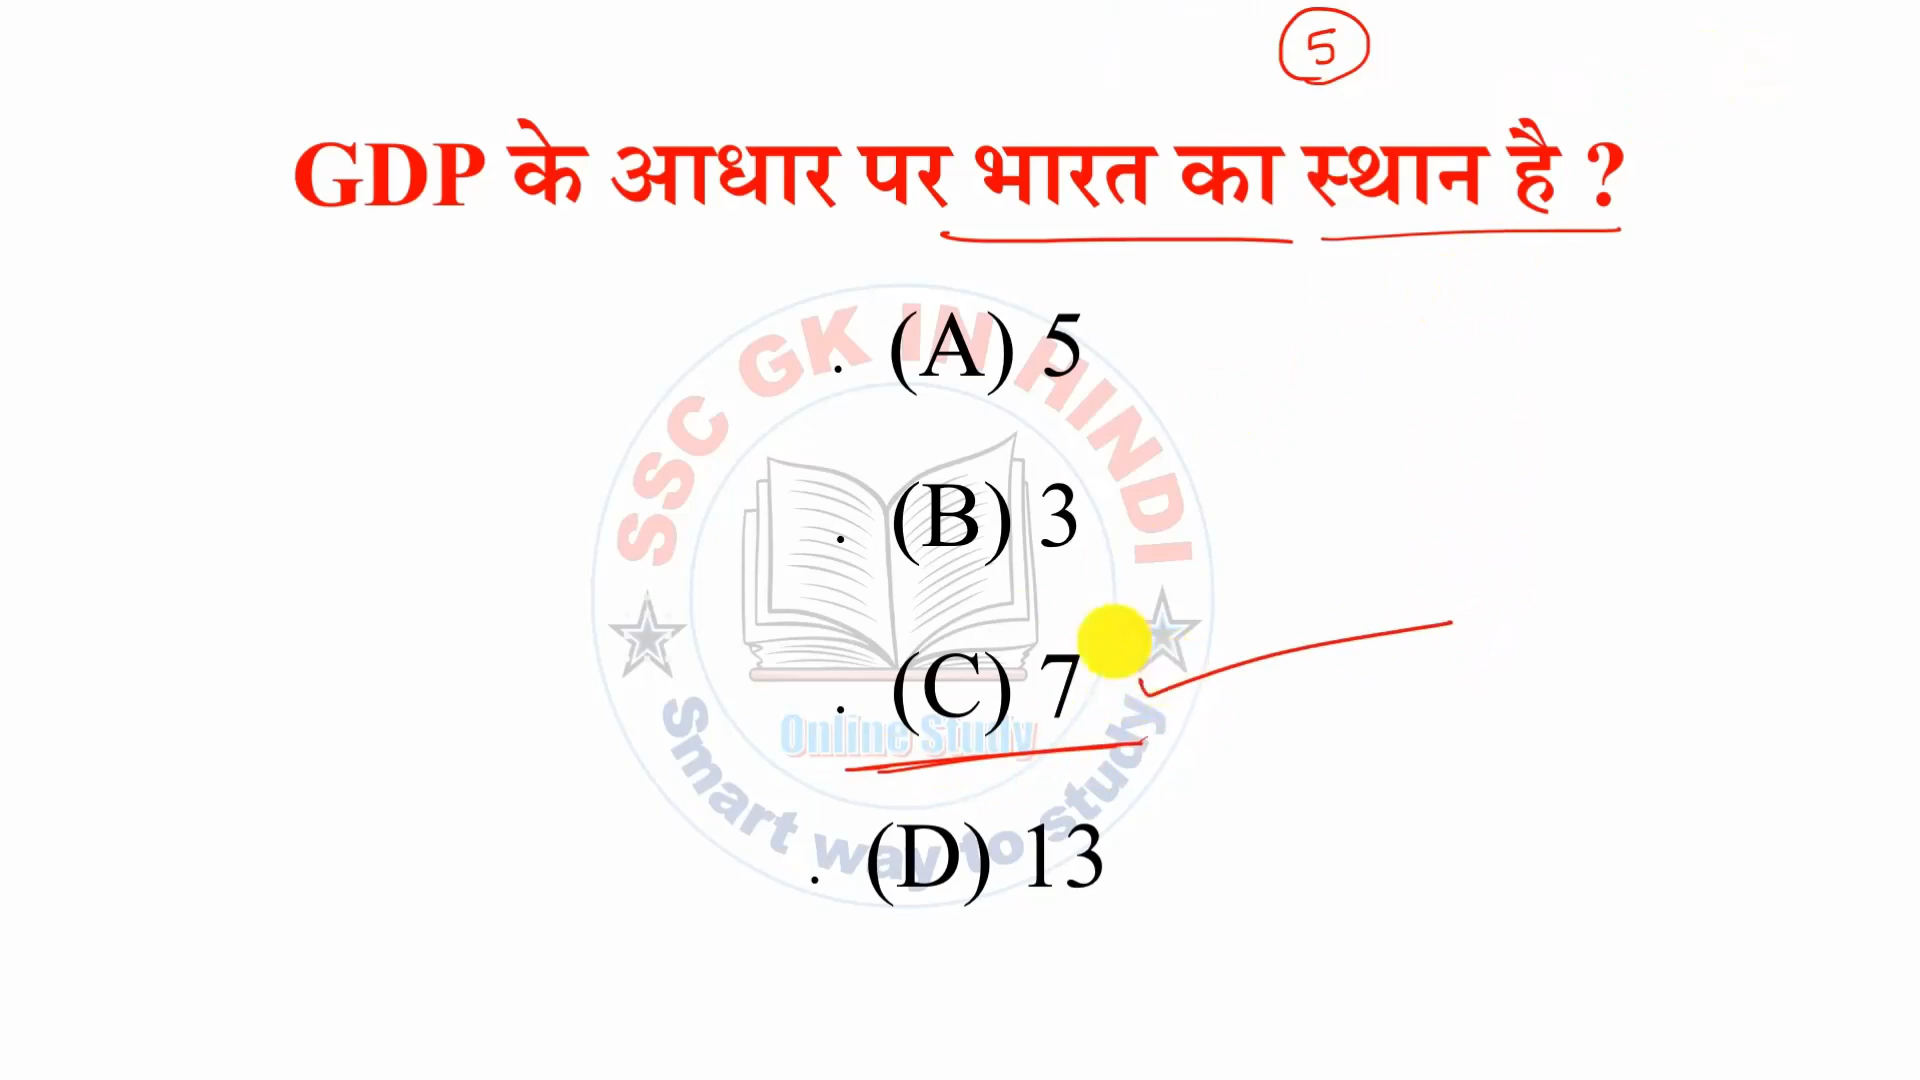 5
GDP के आधार पर भारत का स्थान है ?
SSC GK IN HINDI
. (A) 5
. (B) 3
. (C) 7
Online Study
. (D) 13
Smart way to study